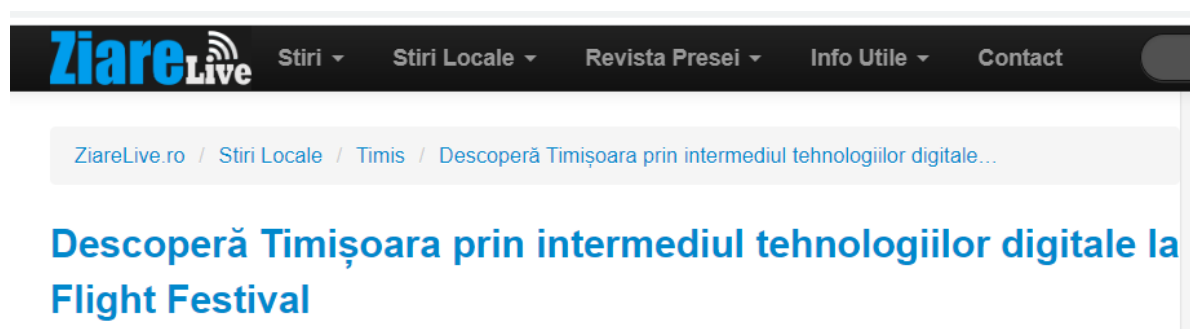 ZiareLive Stiri Stiri Locale Revista Presei Info Utile Contact
ZiareLive.ro / Stiri Locale / Timis / Descoperă Timișoara prin intermediul tehnologiilor digitale...
Descoperă Timișoara prin intermediul tehnologiilor digitale la
Flight Festival